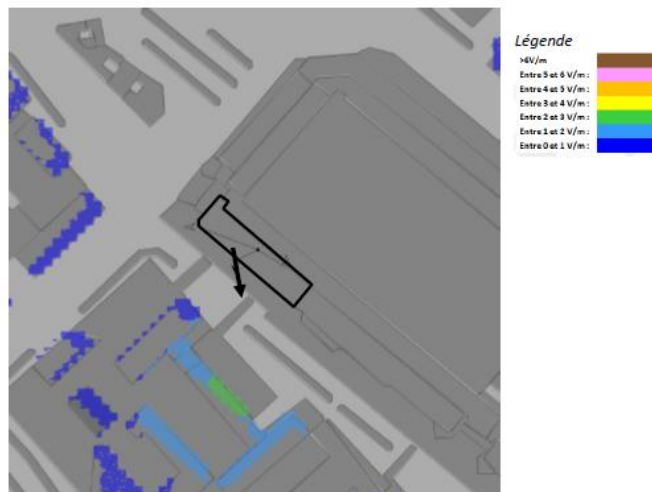 Légende
>6V/m
Entre 5 et 6 V/m :
Entre 4 et 5 V/m :
Entre 3 et 4 V/m :
Entre 2 et 3 V/m :
Entre 1 et 2 V/m :
Entre 0 et 1 V/m :